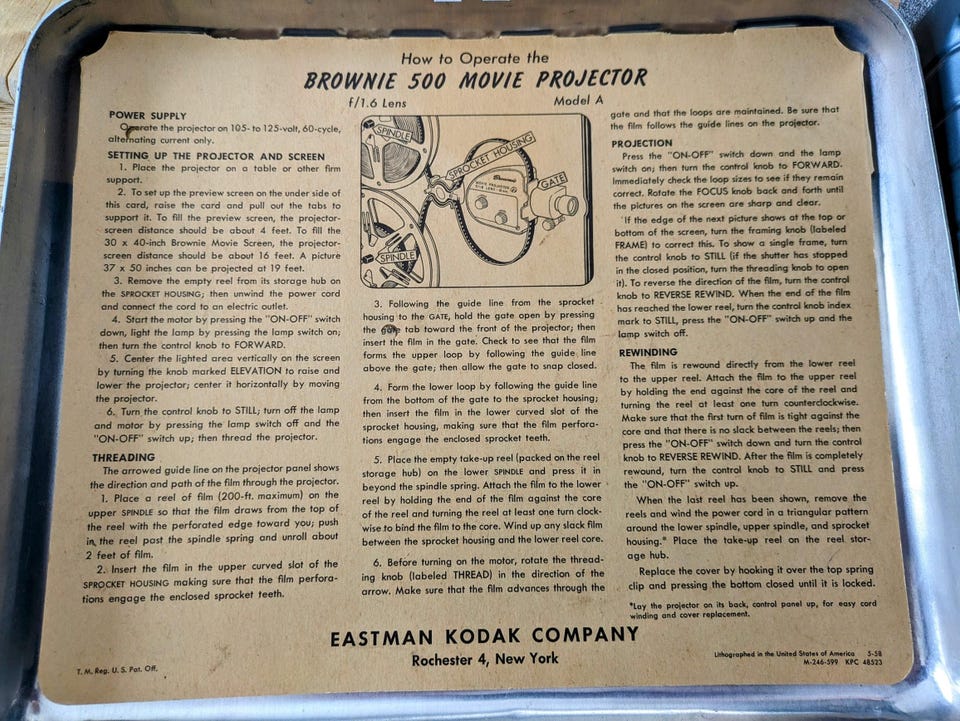 How to Operate the
BROWNIE 500 MOVIE PROJECTOR
f/1.6 Lens Model A
POWER SUPPLY
Operate the projector on 105- to 125-volt, 60-cycle,
alternating current only.
SETTING UP THE PROJECTOR AND SCREEN
1. Place the projector on a table or other firm
support.
2. To set up the preview screen on the under side of
this card, raise the card and pull out the tabs to
support it. To fill the preview screen, the projector-
screen distance should be about 4 feet. To fill the
30 x 40-inch Brownie Movie Screen, the projector-
screen distance should be about 16 feet. A picture
37 x 50 inches can be projected at 19 feet.
3. Remove the empty reel from its storage hub on
the SPROCKET HOUSING; then unwind the power cord
and connect the cord to an electric outlet.
4. Start the motor by pressing the "ON-OFF" switch
down, light the lamp by pressing the lamp switch on;
then turn the control knob to FORWARD.
5. Center the lighted area vertically on the screen
by turning the knob marked ELEVATION to raise and
lower the projector; center it horizontally by moving
the projector.
6. Turn the control knob to STILL; turn off the lamp
and motor by pressing the lamp switch off and the
"ON-OFF" switch up; then thread the projector.
THREADING
The arrowed guide line on the projector panel shows
the direction and path of the film through the projector.
1. Place a reel of film (200-ft. maximum) on the
upper SPINDLE so that the film draws from the top of
the reel with the perforated edge toward you; push
in the reel past the spindle spring and unroll about
2 feet of film.
2. Insert the film in the upper curved slot of the
SPROCKET HOUSING making sure that the film perfora-
tions engage the enclosed sprocket teeth.
SPINDLE
SPROCKET HOUSING
GATE
Brownie
SPINDLE
3. Following the guide line from the sprocket
housing to the GATE, hold the gate open by pressing
the tab toward the front of the projector; then
insert the film in the gate. Check to see that the film
forms the upper loop by following the guide line
above the gate; then allow the gate to snap closed.
4. Form the lower loop by following the guide line
from the bottom of the gate to the sprocket housing;
then insert the film in the lower curved slot of the
sprocket housing, making sure that the film perfora-
tions engage the enclosed sprocket teeth.
5. Place the empty take-up reel (packed on the reel
storage hub) on the lower SPINDLE and press it in
beyond the spindle spring. Attach the film to the lower
reel by holding the end of the film against the core
of the reel and turning the reel at least one turn clock-
wise to bind the film to the core. Wind up any slack film
between the sprocket housing and the lower reel core.
6. Before turning on the motor, rotate the thread-
ing knob (labeled THREAD) in the direction of the
arrow. Make sure that the film advances through the
gate and that the loops are maintained. Be sure that
the film follows the guide lines on the projector.
PROJECTION
Press the "ON-OFF" switch down and the lamp
switch on; then turn the control knob to FORWARD.
Immediately check the loop sizes to see if they remain
correct. Rotate the FOCUS knob back and forth until
the pictures on the screen are sharp and clear.
If the edge of the next picture shows at the top or
bottom of the screen, turn the framing knob (labeled
FRAME) to correct this. To show a single frame, turn
the control knob to STILL (if the shutter has stopped
in the closed position, turn the threading knob to open
it). To reverse the direction of the film, turn the control
knob to REVERSE REWIND. When the end of the film
has reached the lower reel, turn the control knob index
mark to STILL, press the "ON-OFF" switch up and the
lamp switch off.
REWINDING
The film is rewound directly from the lower reel
to the upper reel. Attach the film to the upper reel
by holding the end against the core of the reel and
turning the reel at least one turn counterclockwise.
Make sure that the first turn of film is tight against the
core and that there is no slack between the reels; then
press the "ON-OFF" switch down and turn the control
knob to REVERSE REWIND. After the film is completely
rewound, turn the control knob to STILL and press
the "ON-OFF" switch up.
When the last reel has been shown, remove the
reels and wind the power cord in a triangular pattern
around the lower spindle, upper spindle, and sprocket
housing.* Place the take-up reel on the reel stor-
age hub.
Replace the cover by hooking it over the top spring
clip and pressing the bottom closed until it is locked.
*Lay the projector on its back, control panel up, for easy cord
winding and cover replacement.
EASTMAN KODAK COMPANY
Rochester 4, New York
T. M. Reg. U. S. Pat. Off.
Lithographed in the United States of America 5-58
M-246-599 KPC 48523